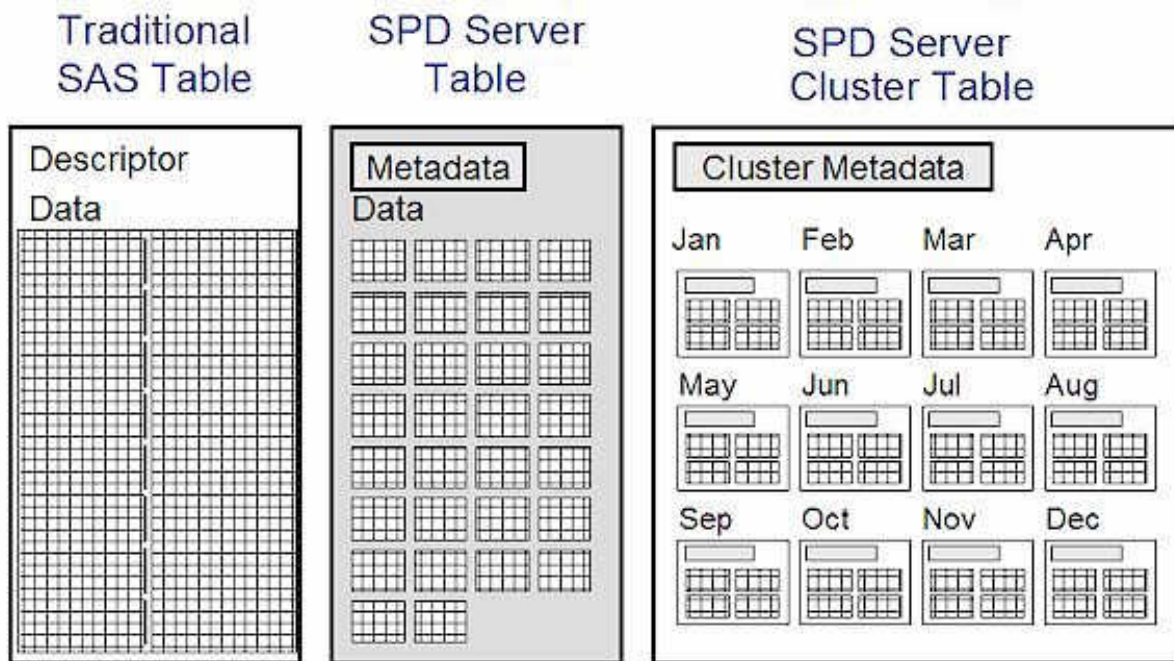 Traditional
SAS Table
SPD Server
Table
SPD Server
Cluster Table
Descriptor
Data
Metadata
Data
Cluster Metadata
Jan Feb Mar Apr
May Jun Jul Aug
Sep Oct Nov Dec